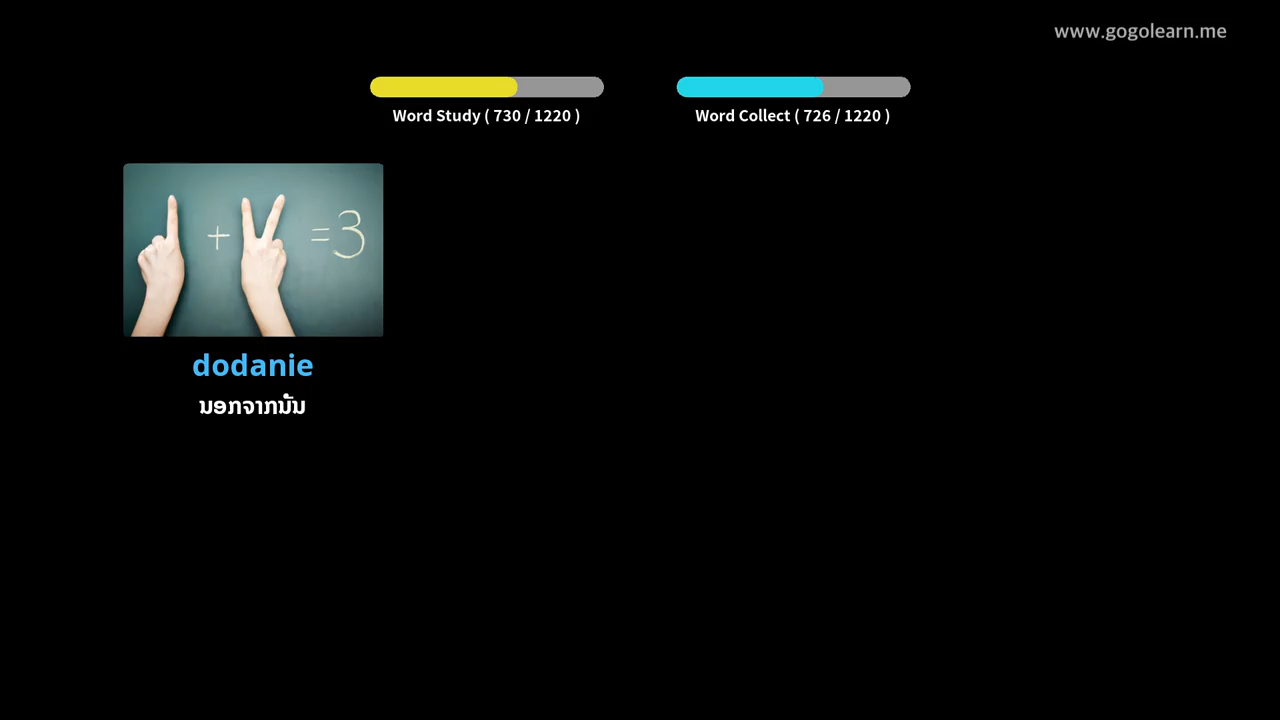 www.gogolearn.me
Word Study ( 730 / 1220 )
Word Collect ( 726 / 1220 )
+ =3
dodanie
ນອກຈາກນັ້ນ